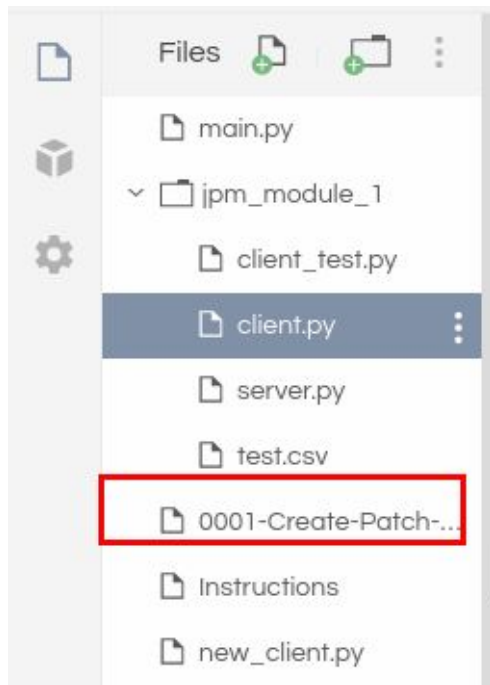 Files
main.py
jpm_module_1
client_test.py
client.py
server.py
test.csv
0001-Create-Patch-...
Instructions
new_client.py